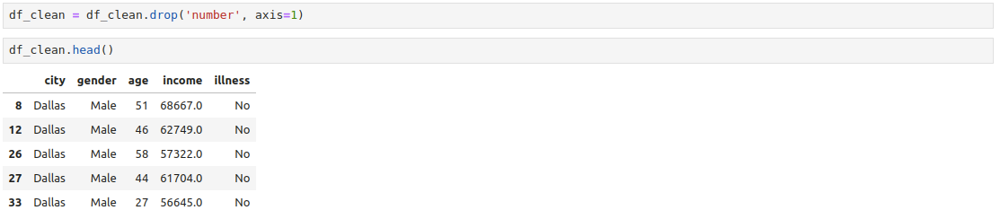 df_clean = df_clean.drop('number', axis=1)
df_clean.head()
city gender age income illness
8 Dallas Male 51 68667.0 No
12 Dallas Male 46 62749.0 No
26 Dallas Male 58 57322.0 No
27 Dallas Male 44 61704.0 No
33 Dallas Male 27 56645.0 No